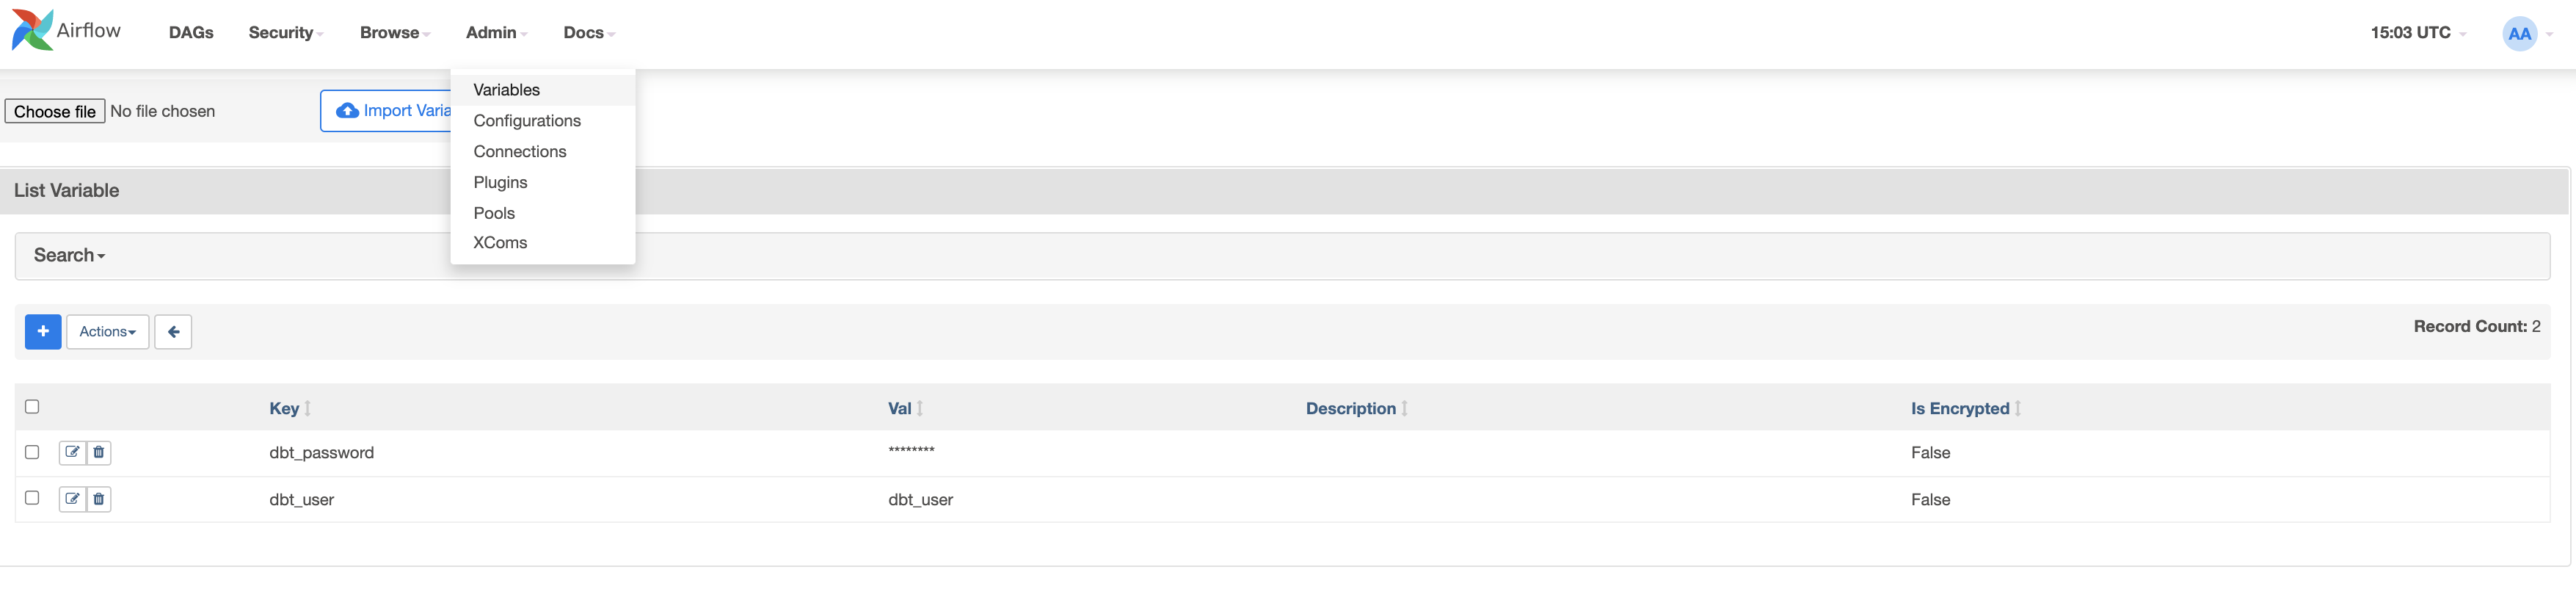 Airflow DAGs Security Browse Admin Docs 15:03 UTC AA
Variables
Choose file No file chosen Import Varia
Configurations
Connections
Plugins
List Variable
Pools
XComs
Search
+ Actions Record Count: 2
Key Val Description Is Encrypted
dbt_password ******** False
dbt_user dbt_user False